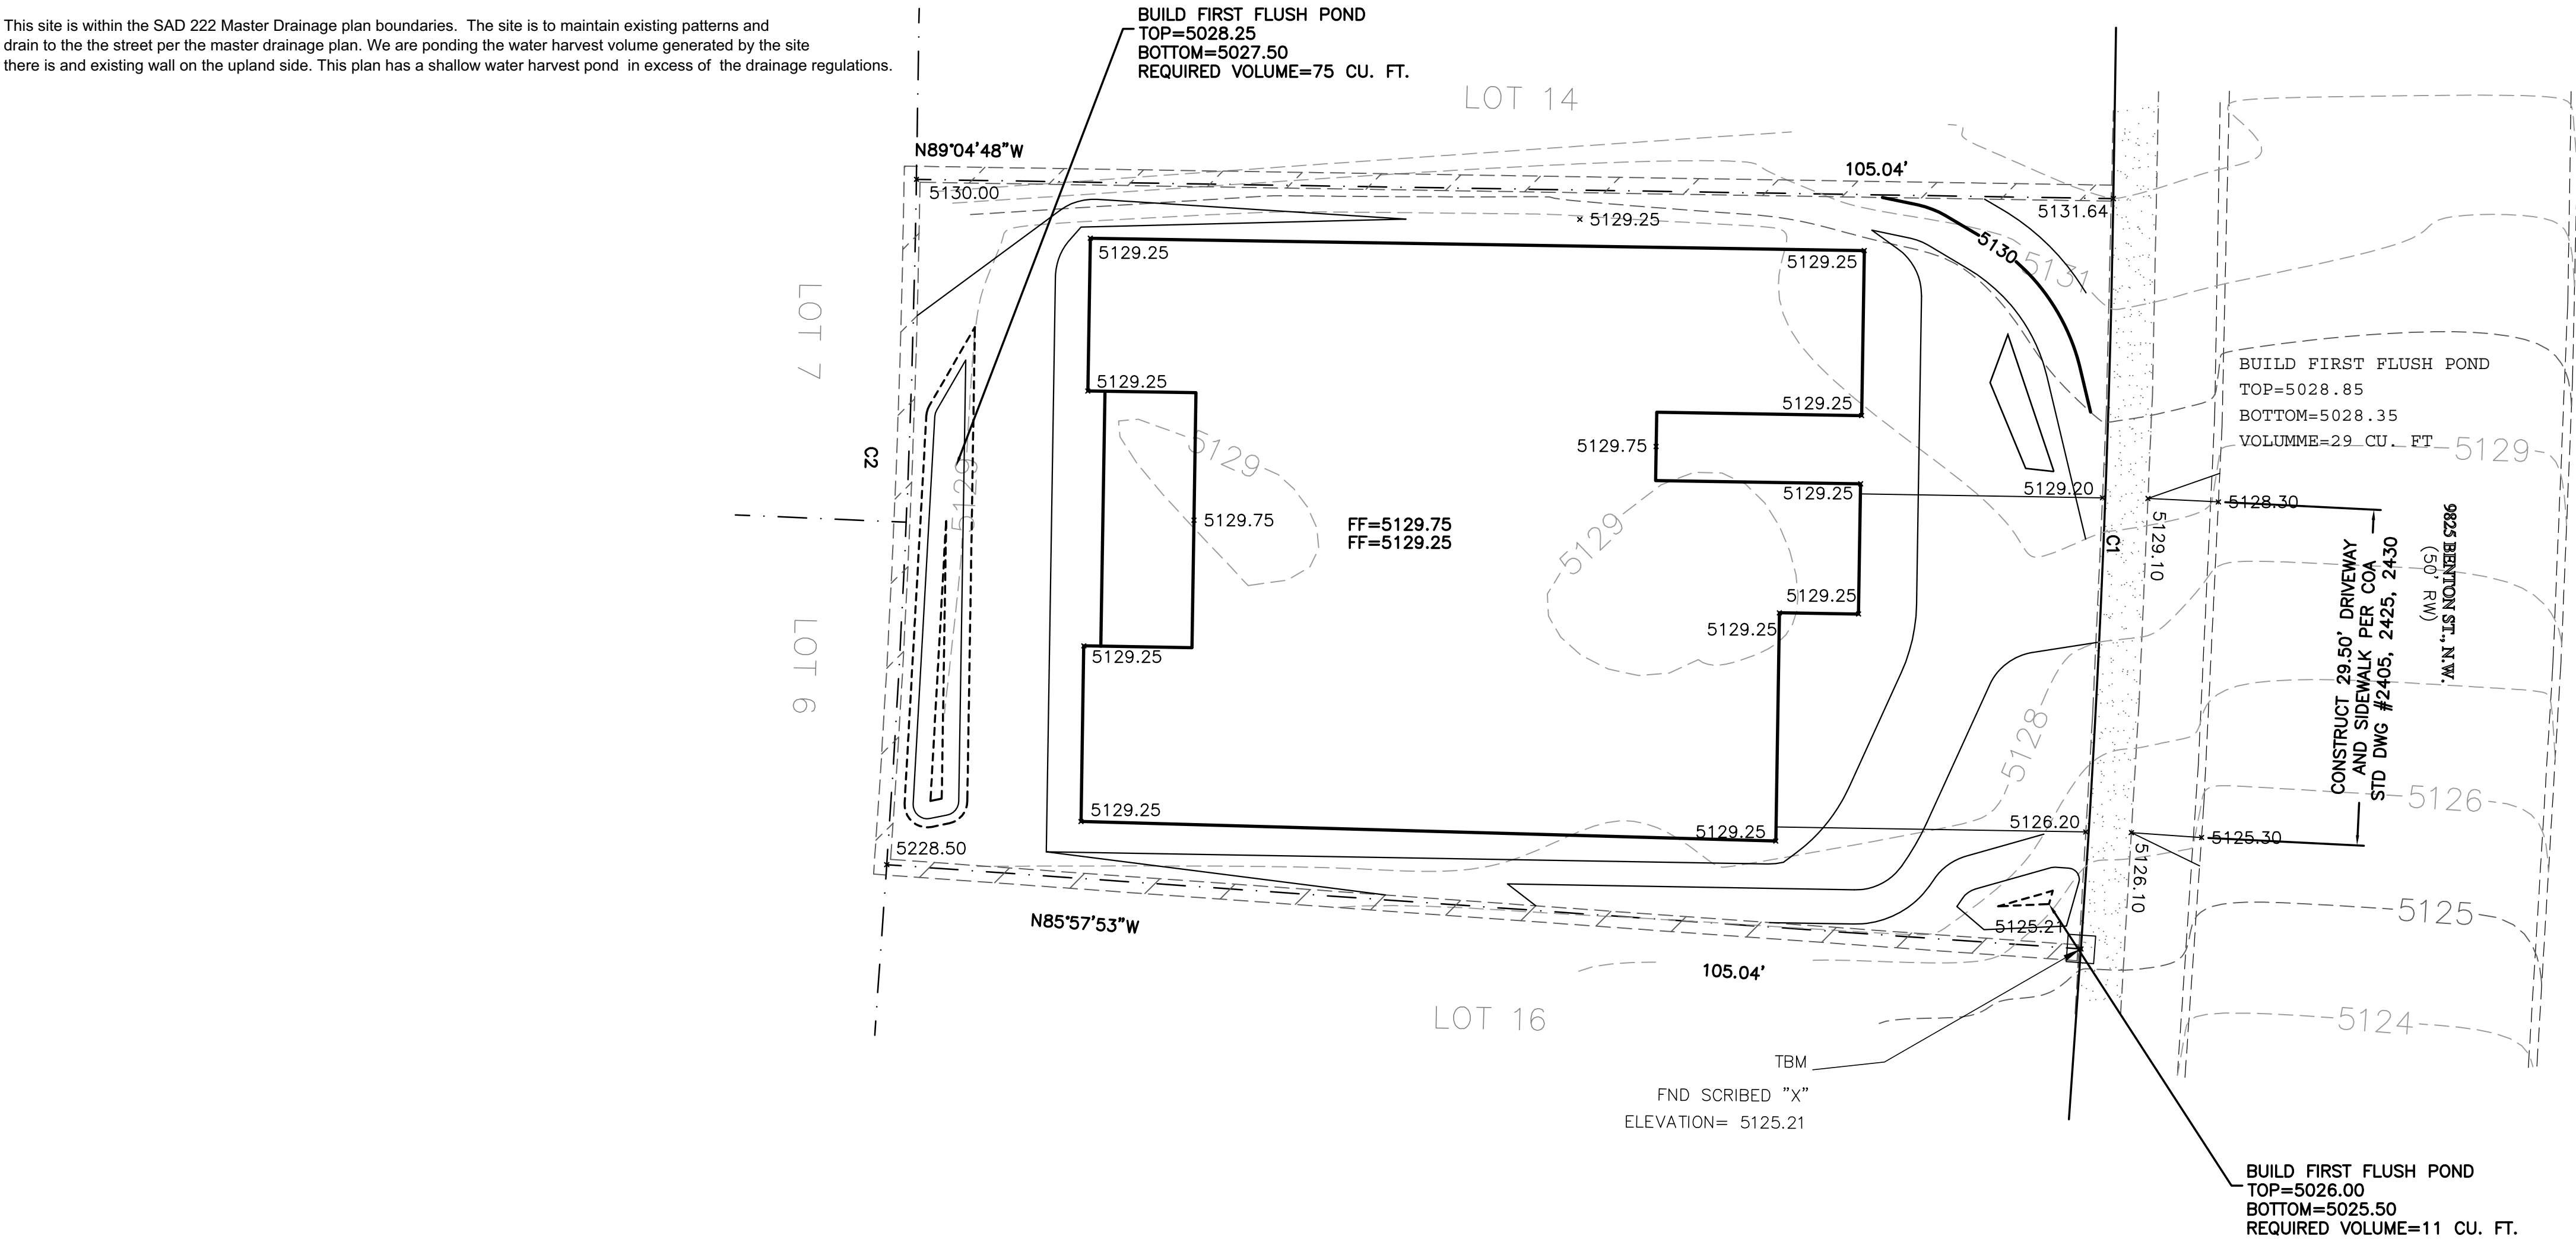 This site is within the SAD 222 Master Drainage plan boundaries.  The site is to maintain existing patterns and
drain to the the street per the master drainage plan. We are ponding the water harvest volume generated by the site
there is and existing wall on the upland side. This plan has a shallow water harvest pond  in excess of  the drainage regulations.
BUILD FIRST FLUSH POND
TOP=5028.25
BOTTOM=5027.50
REQUIRED VOLUME=75 CU. FT.
LOT 14
N89°04'48"W
105.04'
5130.00
5131.64
5129.25
5130
5131
5129.25
5129.25
LOT 7
BUILD FIRST FLUSH POND
TOP=5028.85
BOTTOM=5028.35
VOLUMME=29 CU. FT
5129
5129.25
5129.25
5129.75
C2
5129
5129
5129.25
5129.20
5128.30
5129.75
FF=5129.75
FF=5129.25
5129
C1
5129.10
(50' RW)
CONSTRUCT 29.50' DRIVEWAY
AND SIDEWALK PER COA
STD DWG #2405, 2425, 2430
5129.25
5129.25
5129.25
LOT 6
5128
5126
5129.25
5129.25
5126.20
5125.30
5228.50
5126.10
5125
5125.21
N85°57'53"W
105.04'
LOT 16
5124
TBM
FND SCRIBED "X"
ELEVATION= 5125.21
BUILD FIRST FLUSH POND
TOP=5026.00
BOTTOM=5025.50
REQUIRED VOLUME=11 CU. FT.